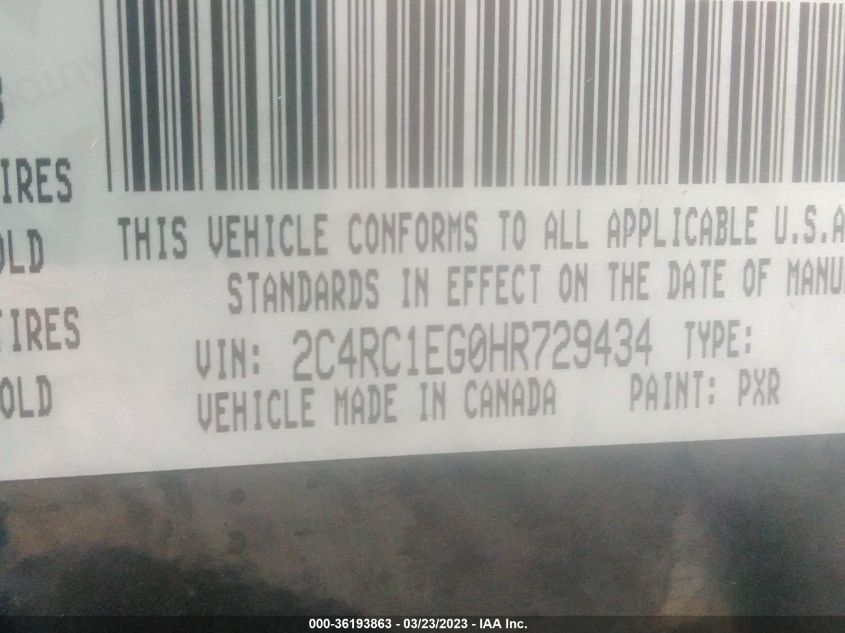 IRES
THIS VEHICLE CONFORMS TO ALL APPLICABLE U.S.A
OLD
STANDARDS IN EFFECT ON THE DATE OF MANU
TIRES
VIN: 2C4RC1EG0HR729434 TYPE:
OLD
VEHICLE MADE IN CANADA PAINT: PXR
000-36193863 - 03/23/2023 - IAA Inc.